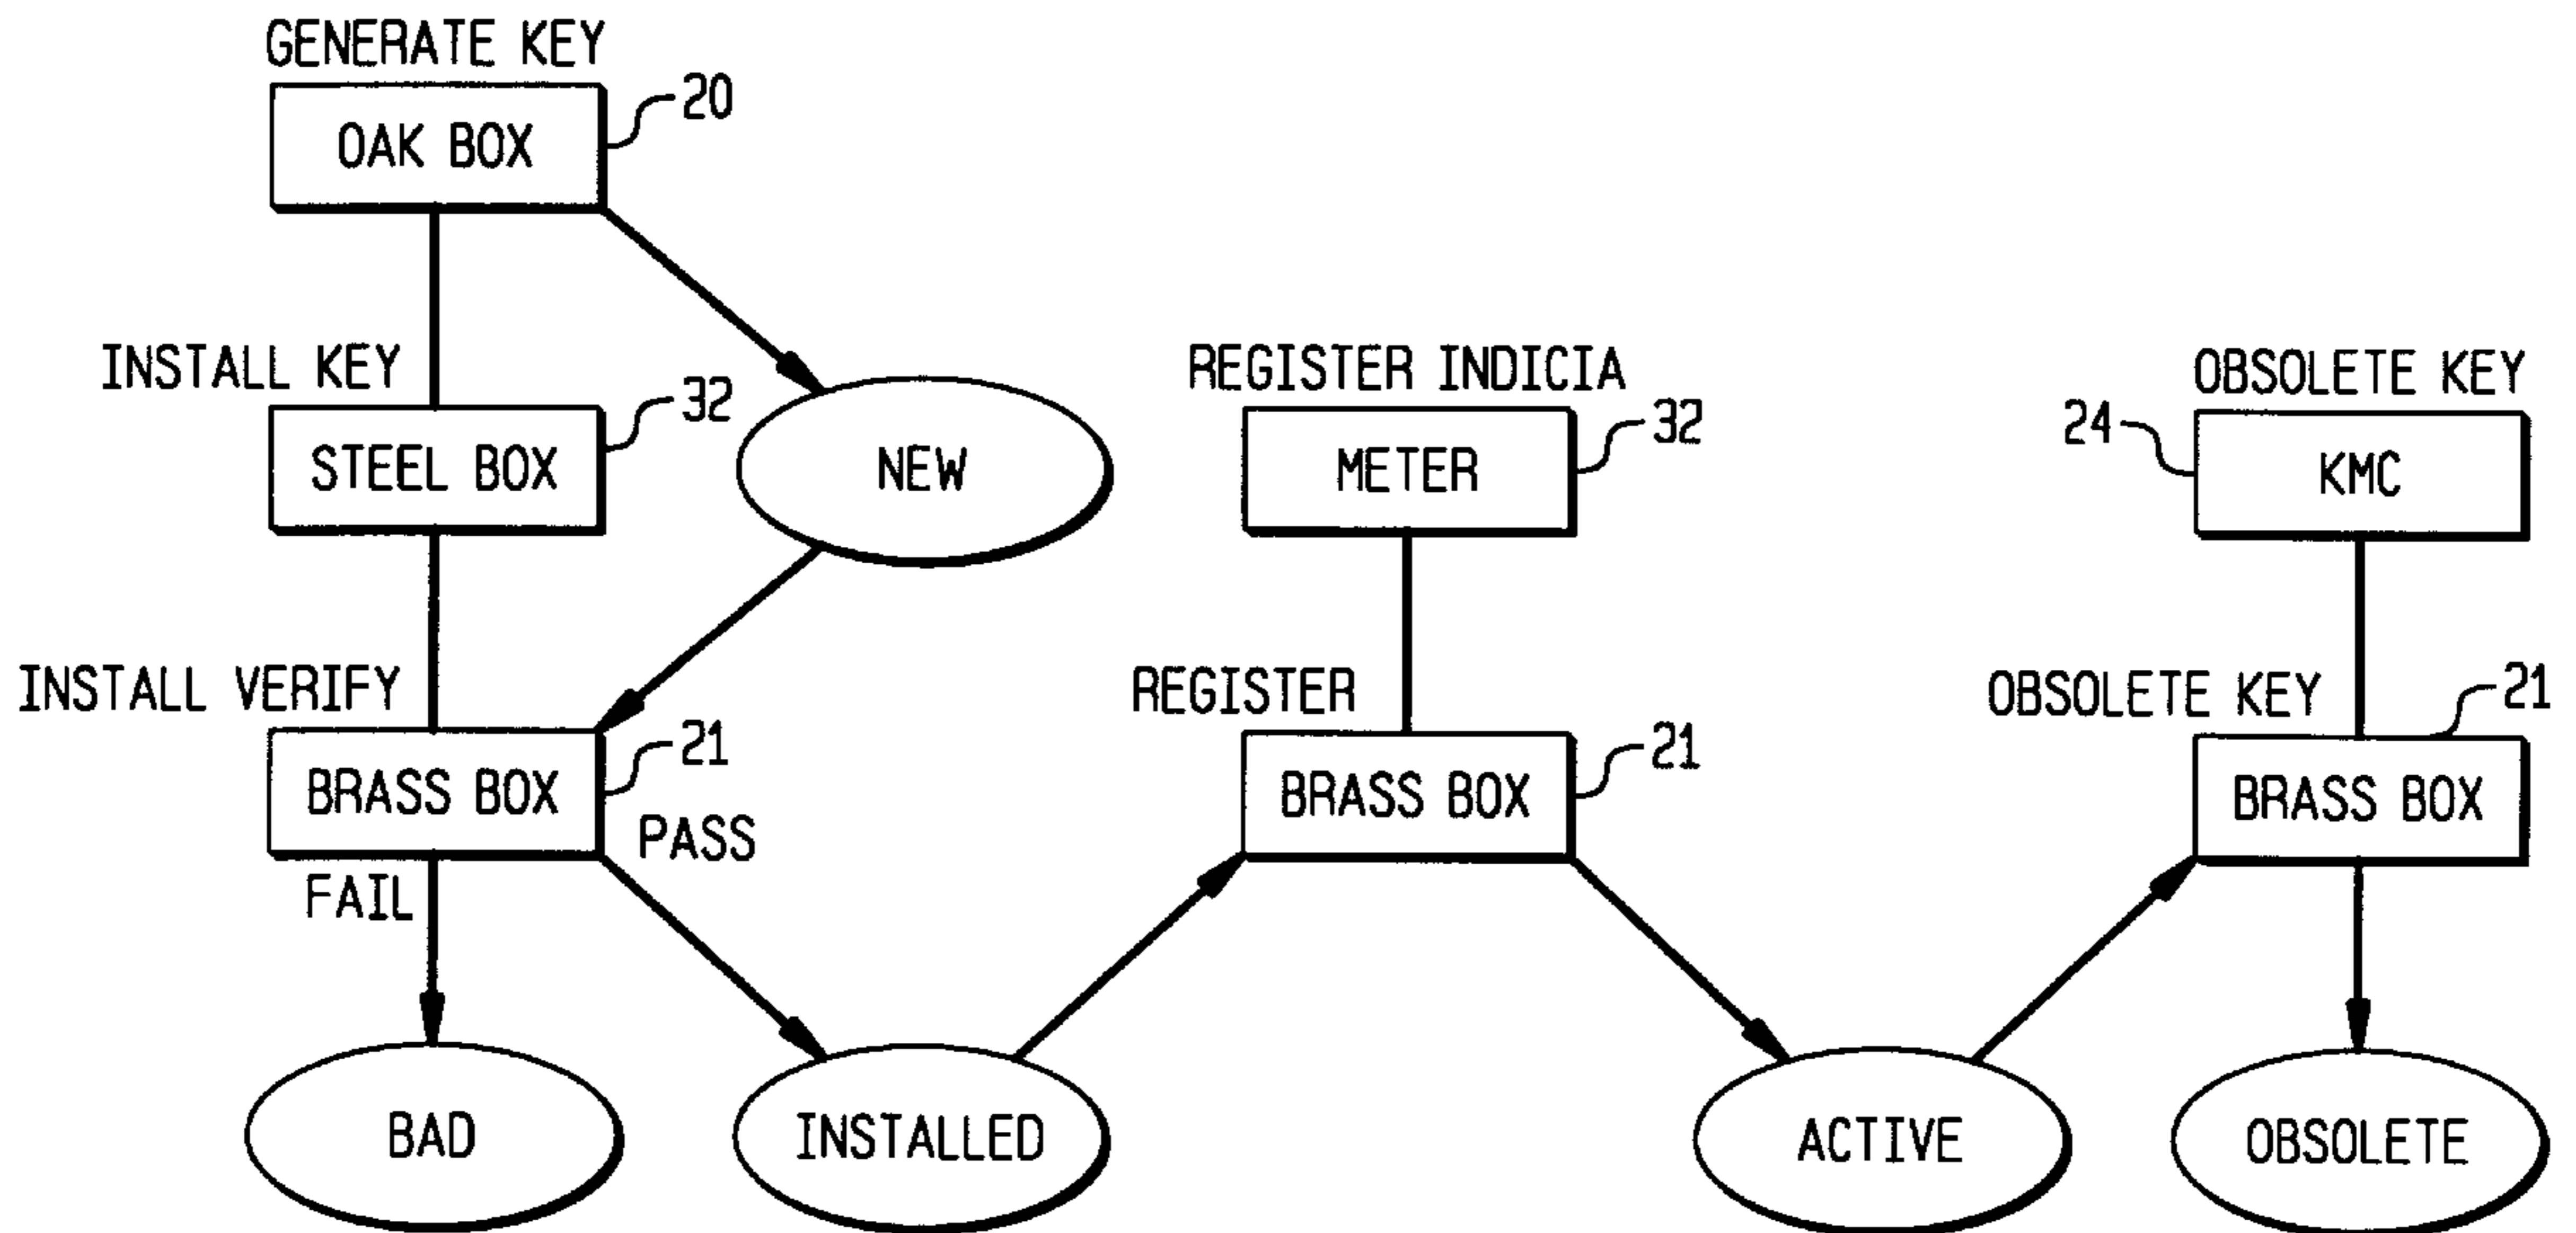 GENERATE KEY
OAK BOX
20
INSTALL KEY
STEEL BOX
32
NEW
INSTALL VERIFY
BRASS BOX
21
PASS
FAIL
BAD
INSTALLED
REGISTER INDICIA
METER
32
REGISTER
BRASS BOX
21
ACTIVE
OBSOLETE KEY
24
KMC
OBSOLETE KEY
21
BRASS BOX
OBSOLETE